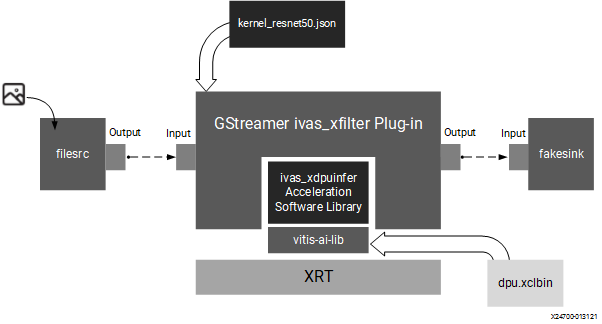 kernel_resnet50.json
GStreamer ivas_xfilter Plug-in
Output
Input
Output
Input
filesrc
fakesink
ivas_xdpuinfer
Acceleration
Software Library
vitis-ai-lib
XRT
dpu.xclbin
X24700-013121